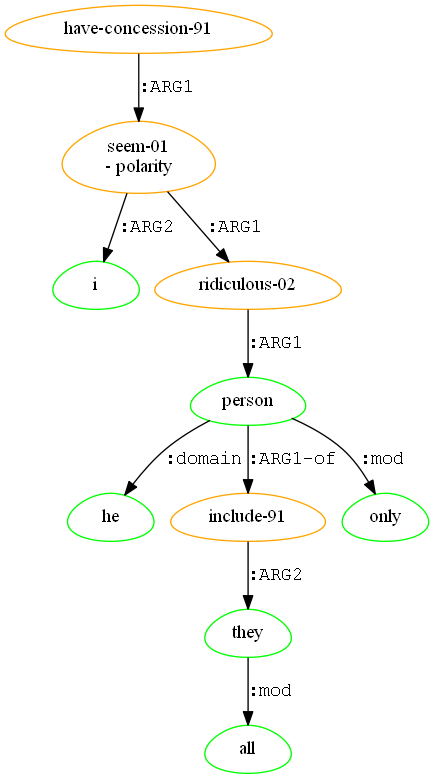 have-concession-91
:ARG1
seem-01
- polarity
:ARG2
:ARG1
i
ridiculous-02
:ARG1
person
:domain
:ARG1-of
:mod
he
include-91
only
:ARG2
they
:mod
all